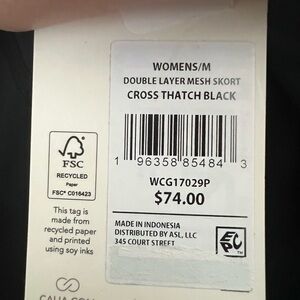 WOMENS/M
DOUBLE LAYER MESH SKORT
CROSS THATCH BLACK
1 96358 85484 3
WCG17029P
$74.00
FSC
RECYCLED
Paper
FSC® C016423
This tag is
made from
recycled paper
and printed
using soy inks
MADE IN INDONESIA
DISTRIBUTED BY ASL, LLC
345 COURT STREET